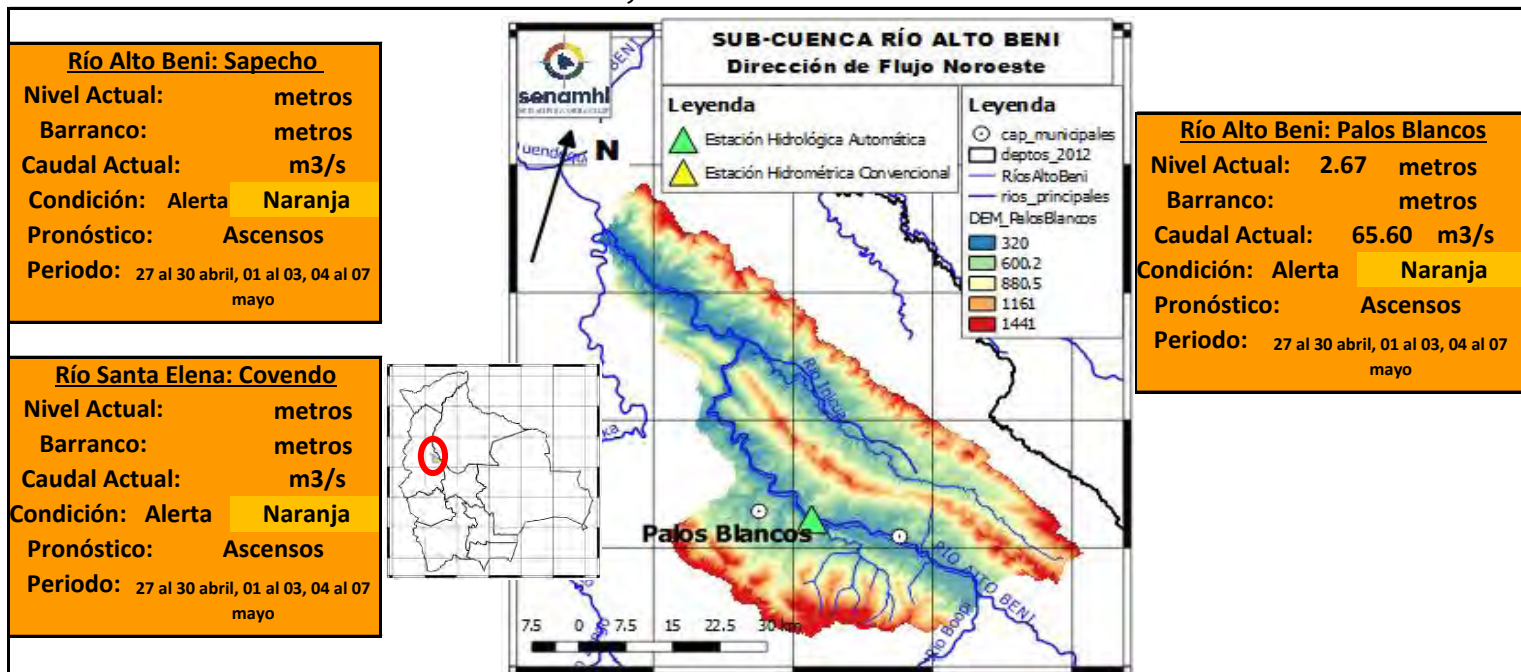 Río Alto Beni: Sapecho
Nivel Actual: metros
Barranco: metros
Caudal Actual: m3/s
Condición: Alerta Naranja
Pronóstico: Ascensos
Periodo: 27 al 30 abril, 01 al 03, 04 al 07
mayo
Río Santa Elena: Covendo
Nivel Actual: metros
Barranco: metros
Caudal Actual: m3/s
Condición: Alerta Naranja
Pronóstico: Ascensos
Periodo: 27 al 30 abril, 01 al 03, 04 al 07
mayo
senamhi
SUB-CUENCA RÍO ALTO BENI
Dirección de Flujo Noroeste
BENI
N
Leyenda
Estación Hidrológica Automática
Estación Hidrométrica Convencional
Leyenda
cap_municipales
deptos_2012
RíosAltoBeni
rios_principales
DEM_PalosBlancos
320
600.2
880.5
1161
1441
Río Inicua
Palos Blancos
RIO ALTO BENI
Río Boopi
7.5 0 7.5 15 22.5 30 km
Río Alto Beni: Palos Blancos
Nivel Actual: 2.67 metros
Barranco: metros
Caudal Actual: 65.60 m3/s
Condición: Alerta Naranja
Pronóstico: Ascensos
Periodo: 27 al 30 abril, 01 al 03, 04 al 07
mayo